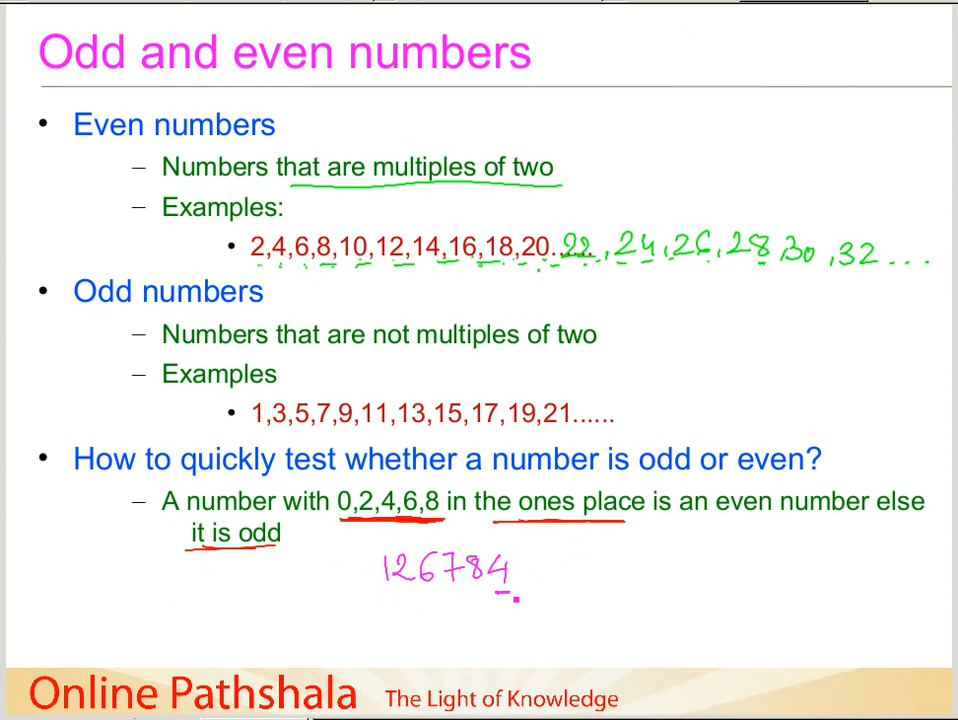 Odd and even numbers
• Even numbers
– Numbers that are multiples of two
– Examples:
• 2,4,6,8,10,12,14,16,18,20...... 22, 24, 26, 28, 30, 32 ...
• Odd numbers
– Numbers that are not multiples of two
– Examples
• 1,3,5,7,9,11,13,15,17,19,21......
• How to quickly test whether a number is odd or even?
– A number with 0,2,4,6,8 in the ones place is an even number else
it is odd
126784
Online Pathshala The Light of Knowledge